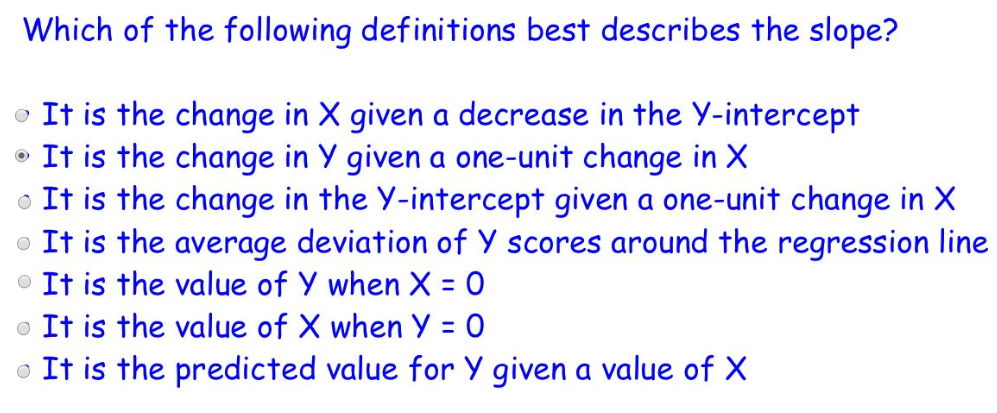 Which of the following definitions best describes the slope?
It is the change in X given a decrease in the Y-intercept
It is the change in Y given a one-unit change in X
It is the change in the Y-intercept given a one-unit change in X
It is the average deviation of Y scores around the regression line
It is the value of Y when X = 0
It is the value of X when Y = 0
It is the predicted value for Y given a value of X